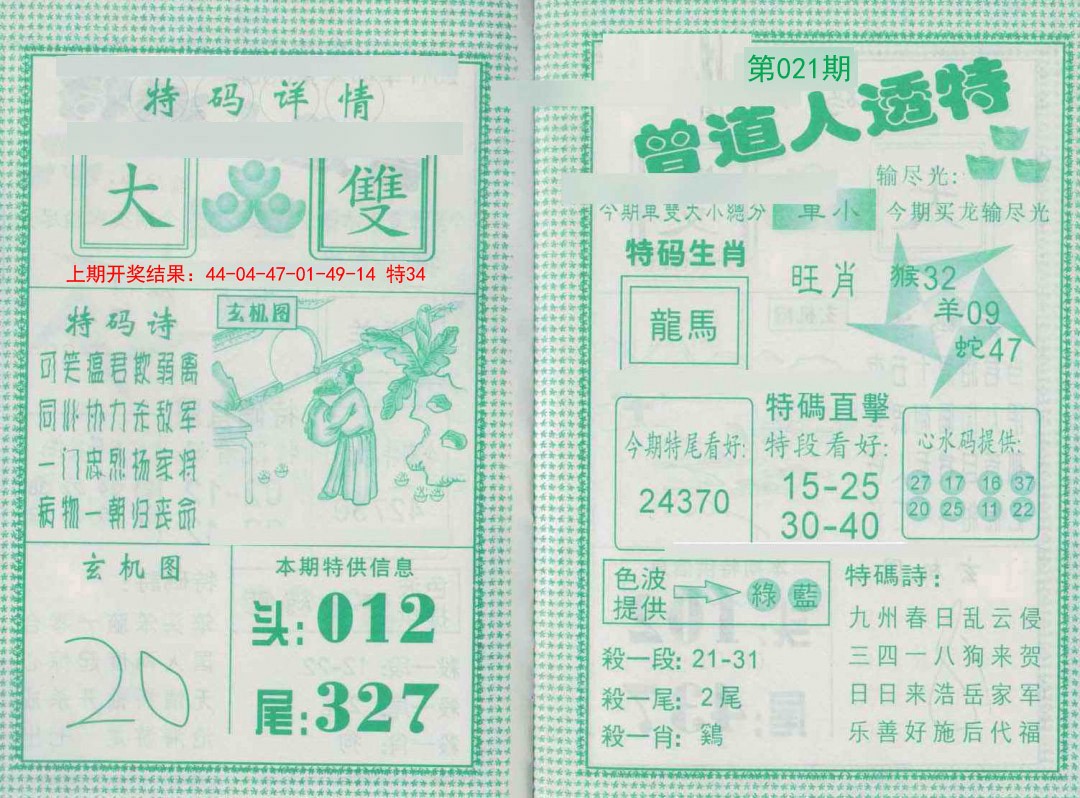 特码详情
大 雙
上期开奖结果：44-04-47-01-49-14 特34
特码诗
可笑瘟君欺弱禽
同心协力杀敌军
一门忠烈杨家将
病物一朝归丧命
玄机图
玄机图
20
本期特供信息
头:012
尾:327
第021期
曾道人透特
输尽光:
今期單雙大小總分 單小
今期买龙输尽光
特码生肖
龍馬
旺肖
猴32
羊09
蛇47
今期特尾看好:
24370
特碼直擊
特段看好:
15-25
30-40
心水码提供:
27 17 16 37
20 25 11 22
色波
提供
綠 藍
殺一段: 21-31
殺一尾: 2尾
殺一肖: 鷄
特碼詩:
九州春日乱云侵
三四一八狗来贺
日日来浩岳家军
乐善好施后代福